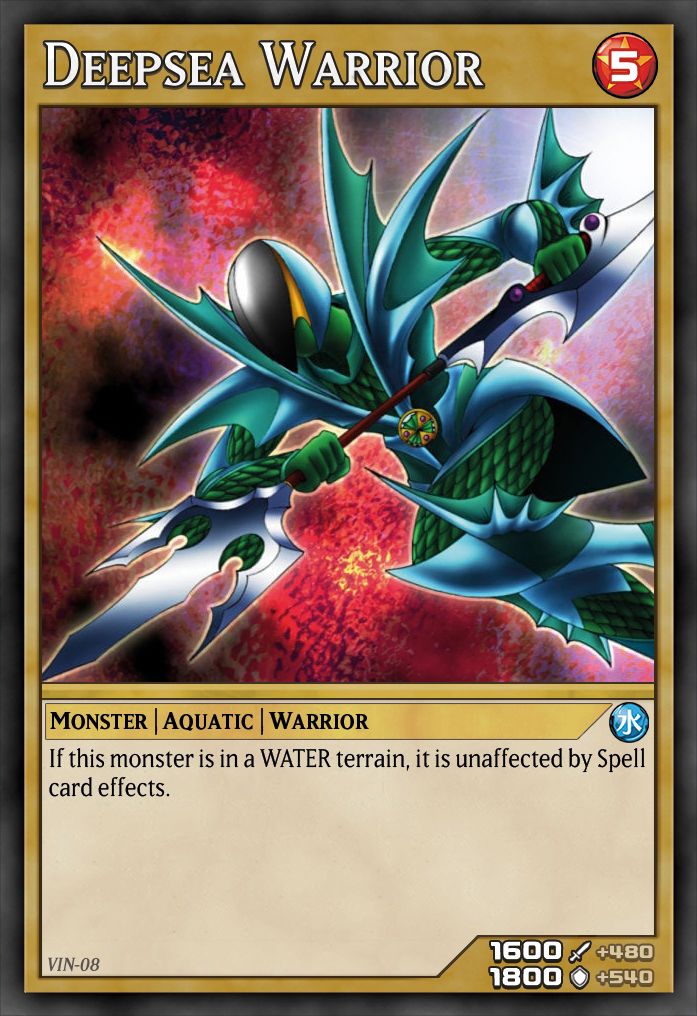 Deepsea Warrior
5
Monster | Aquatic | Warrior
水
If this monster is in a WATER terrain, it is unaffected by Spell
card effects.
1600 +480
1800 +540
VIN-08